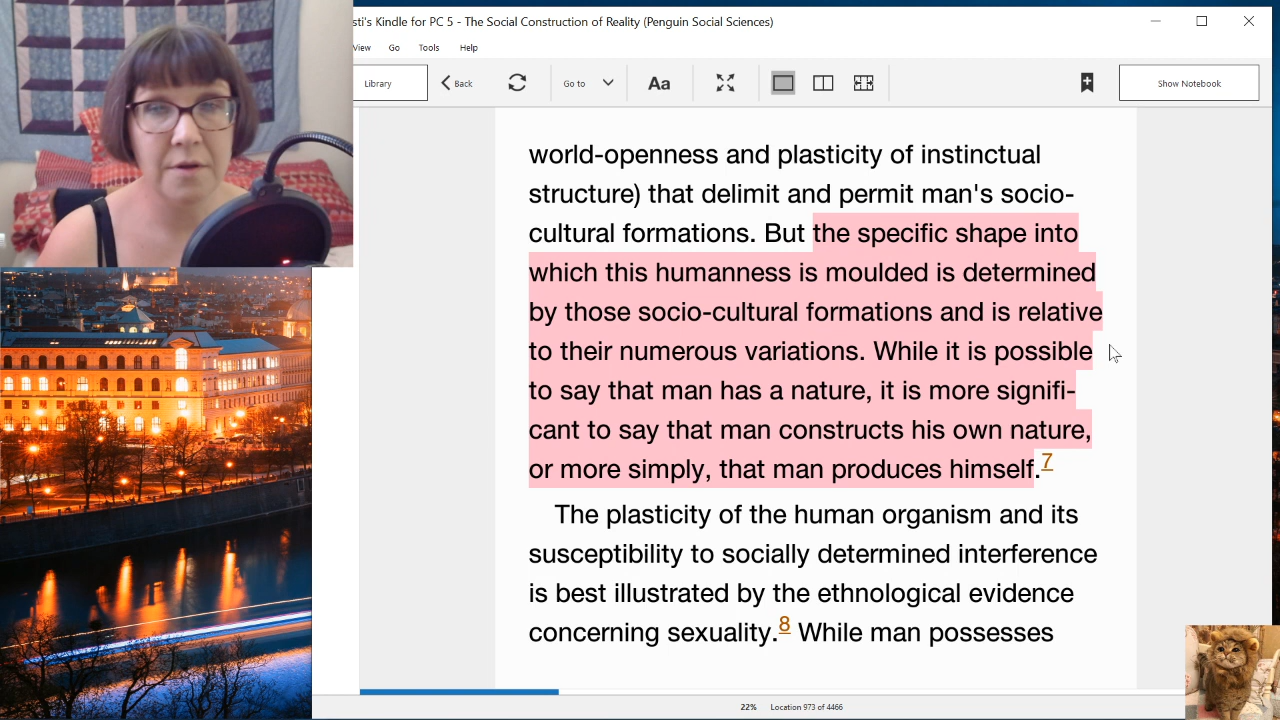 sti's Kindle for PC 5 - The Social Construction of Reality (Penguin Social Sciences)
View Go Tools Help
Library Back Go to Aa Show Notebook
world-openness and plasticity of instinctual
structure) that delimit and permit man's socio-
cultural formations. But the specific shape into
which this humanness is moulded is determined
by those socio-cultural formations and is relative
to their numerous variations. While it is possible
to say that man has a nature, it is more signifi-
cant to say that man constructs his own nature,
or more simply, that man produces himself.7
The plasticity of the human organism and its
susceptibility to socially determined interference
is best illustrated by the ethnological evidence
concerning sexuality.8 While man possesses
22% Location 973 of 4466